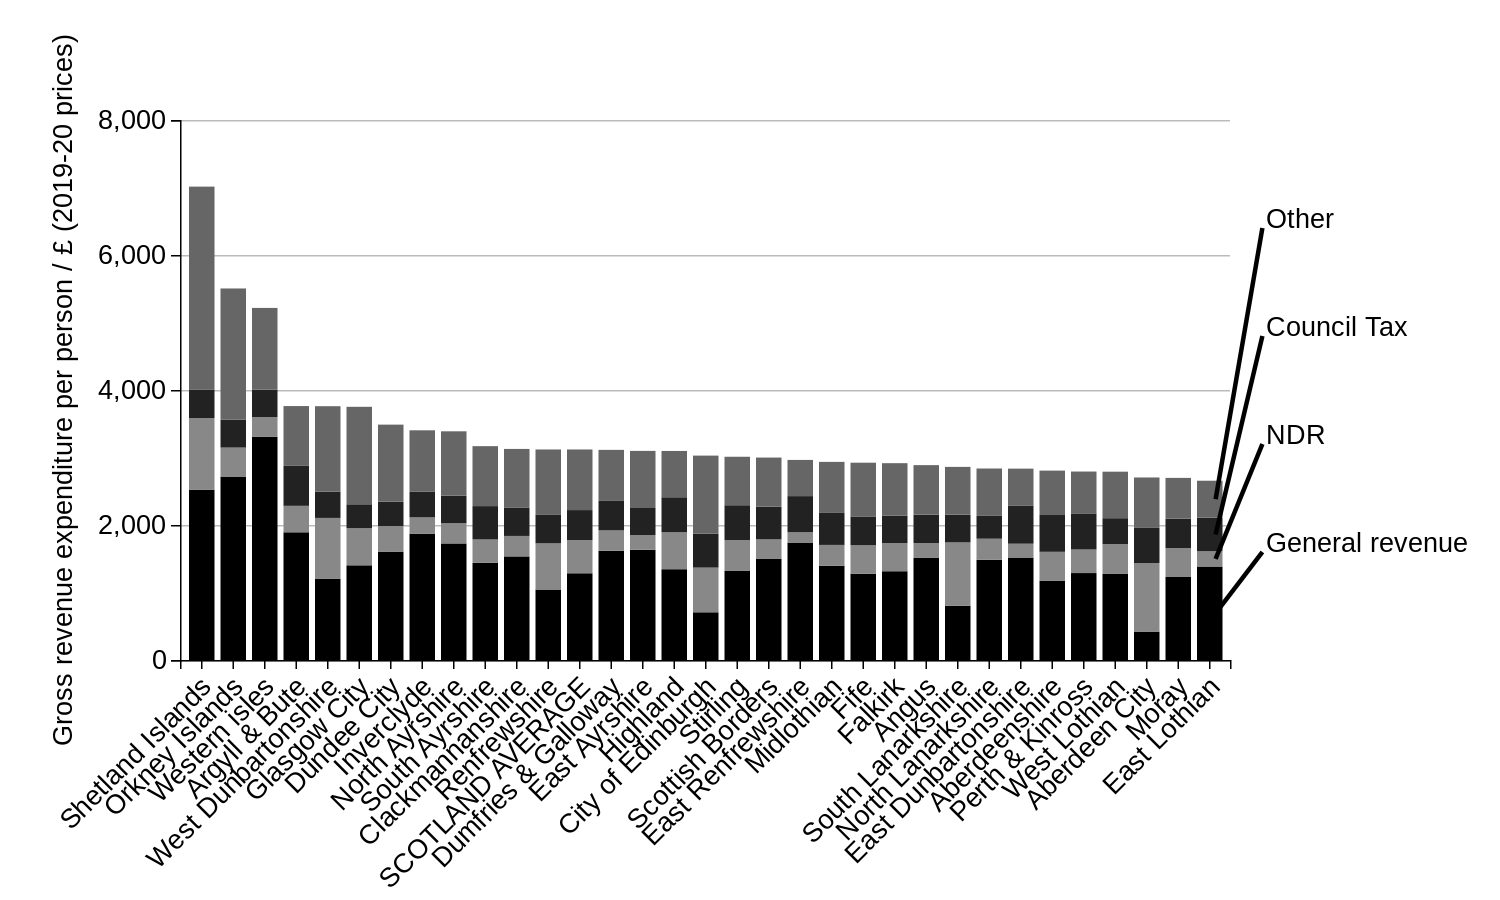 Gross revenue expenditure per person / £ (2019-20 prices)
8,000
6,000
4,000
2,000
0
Other
Council Tax
NDR
General revenue
Shetland Islands
Orkney Islands
Western Isles
Argyll & Bute
West Dunbartonshire
Glasgow City
Dundee City
Inverclyde
North Ayrshire
South Ayrshire
Clackmannanshire
Renfrewshire
SCOTLAND AVERAGE
Dumfries & Galloway
East Ayrshire
Highland
City of Edinburgh
Stirling
Scottish Borders
East Renfrewshire
Midlothian
Fife
Falkirk
Angus
South Lanarkshire
North Lanarkshire
East Dunbartonshire
Aberdeenshire
Perth & Kinross
West Lothian
Aberdeen City
Moray
East Lothian